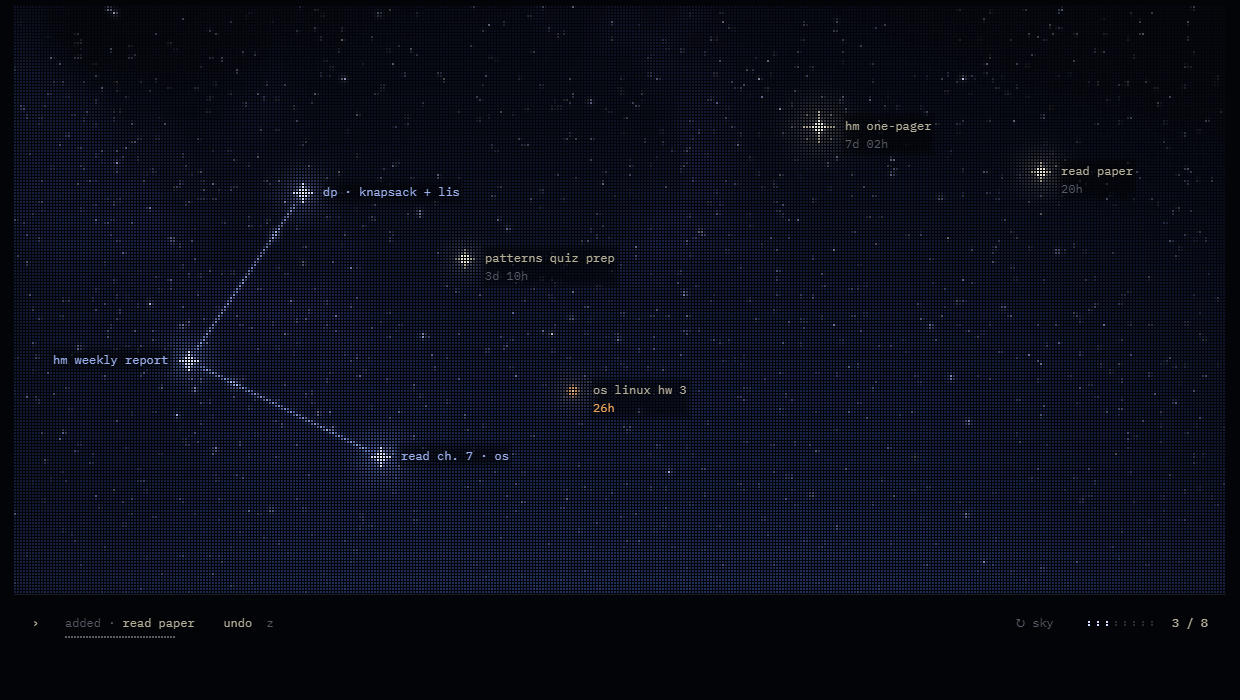 hm one-pager
7d 02h
read paper
20h
dp · knapsack + lis
patterns quiz prep
3d 10h
hm weekly report
os linux hw 3
26h
read ch. 7 · os
› added · read paper undo z
↻ sky 3 / 8